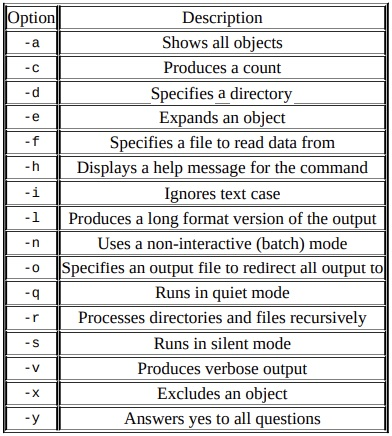 Option Description
-a Shows all objects
-c Produces a count
-d Specifies a directory
-e Expands an object
-f Specifies a file to read data from
-h Displays a help message for the command
-i Ignores text case
-l Produces a long format version of the output
-n Uses a non-interactive (batch) mode
-o Specifies an output file to redirect all output to
-q Runs in quiet mode
-r Processes directories and files recursively
-s Runs in silent mode
-v Produces verbose output
-x Excludes an object
-y Answers yes to all questions